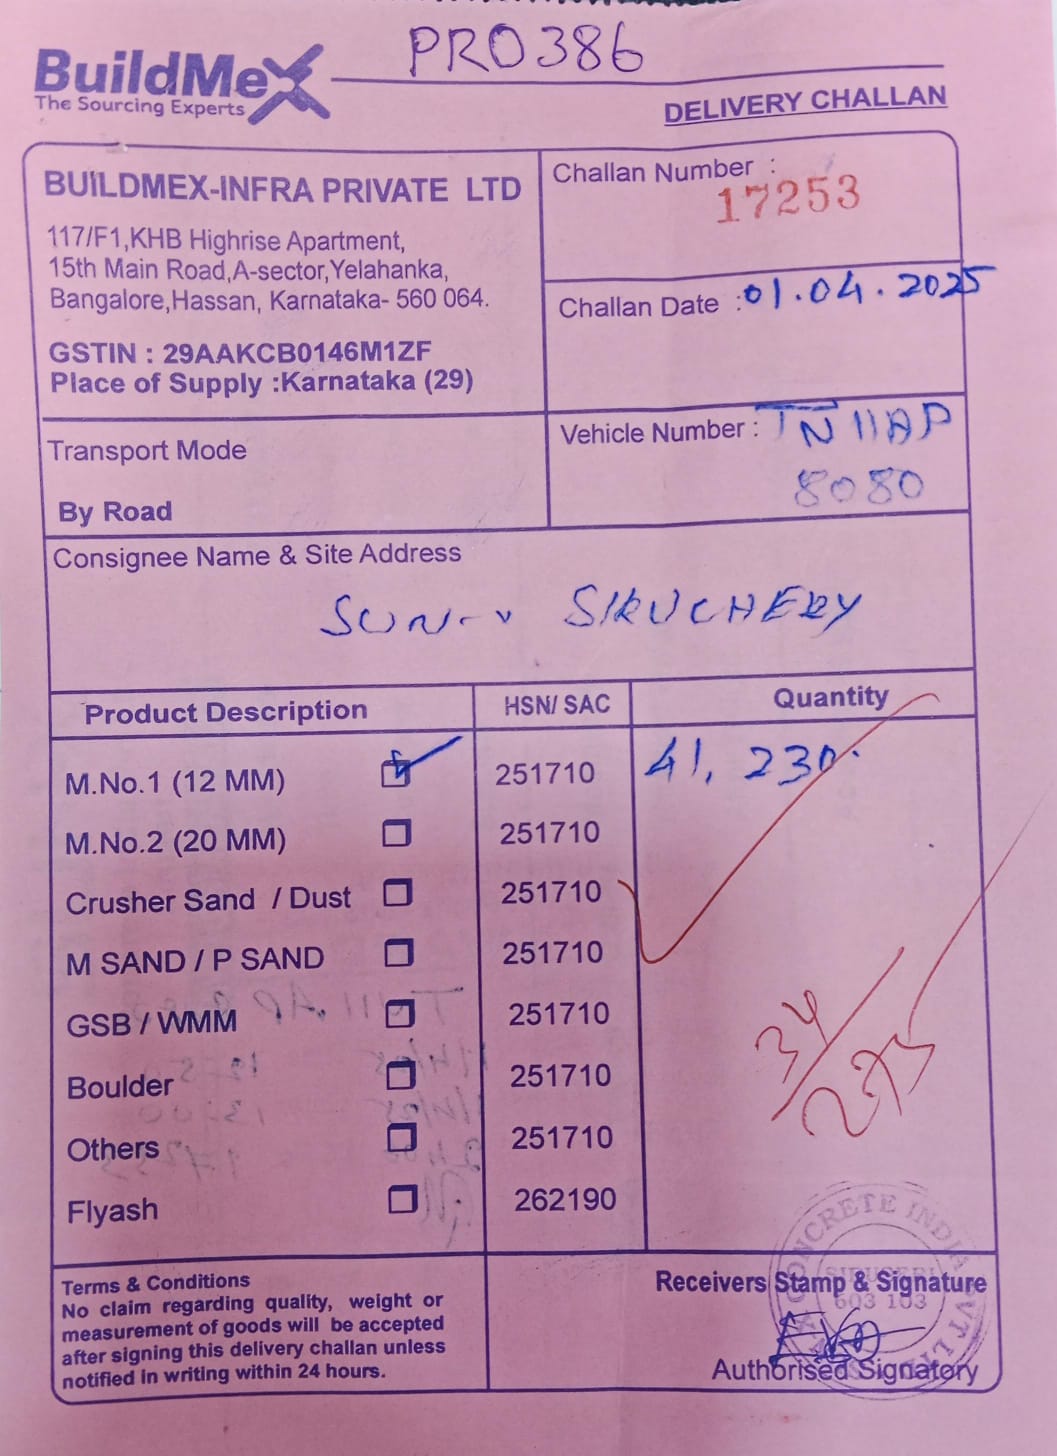 PRO386
BuildMex
The Sourcing Experts
DELIVERY CHALLAN
BUILDMEX-INFRA PRIVATE LTD
117/F1,KHB Highrise Apartment,
15th Main Road,A-sector,Yelahanka,
Bangalore,Hassan, Karnataka- 560 064.
GSTIN : 29AAKCB0146M1ZF
Place of Supply :Karnataka (29)
Challan Number :
17253
Challan Date : 01.04.2025
Transport Mode
By Road
Vehicle Number : TN11AP
8080
Consignee Name & Site Address
SIRUCHERY
Product Description HSN/ SAC Quantity
M.No.1 (12 MM) 251710 41,230.
M.No.2 (20 MM) 251710
Crusher Sand / Dust 251710
M SAND / P SAND 251710
GSB / WMM 251710
Boulder 251710
Others 251710
Flyash 262190
34/275
Terms & Conditions
No claim regarding quality, weight or
measurement of goods will be accepted
after signing this delivery challan unless
notified in writing within 24 hours.
Receivers Stamp & Signature
CONCRETE INDIA PVT LTD
SIRUSERI
603 103
Authorised Signatory